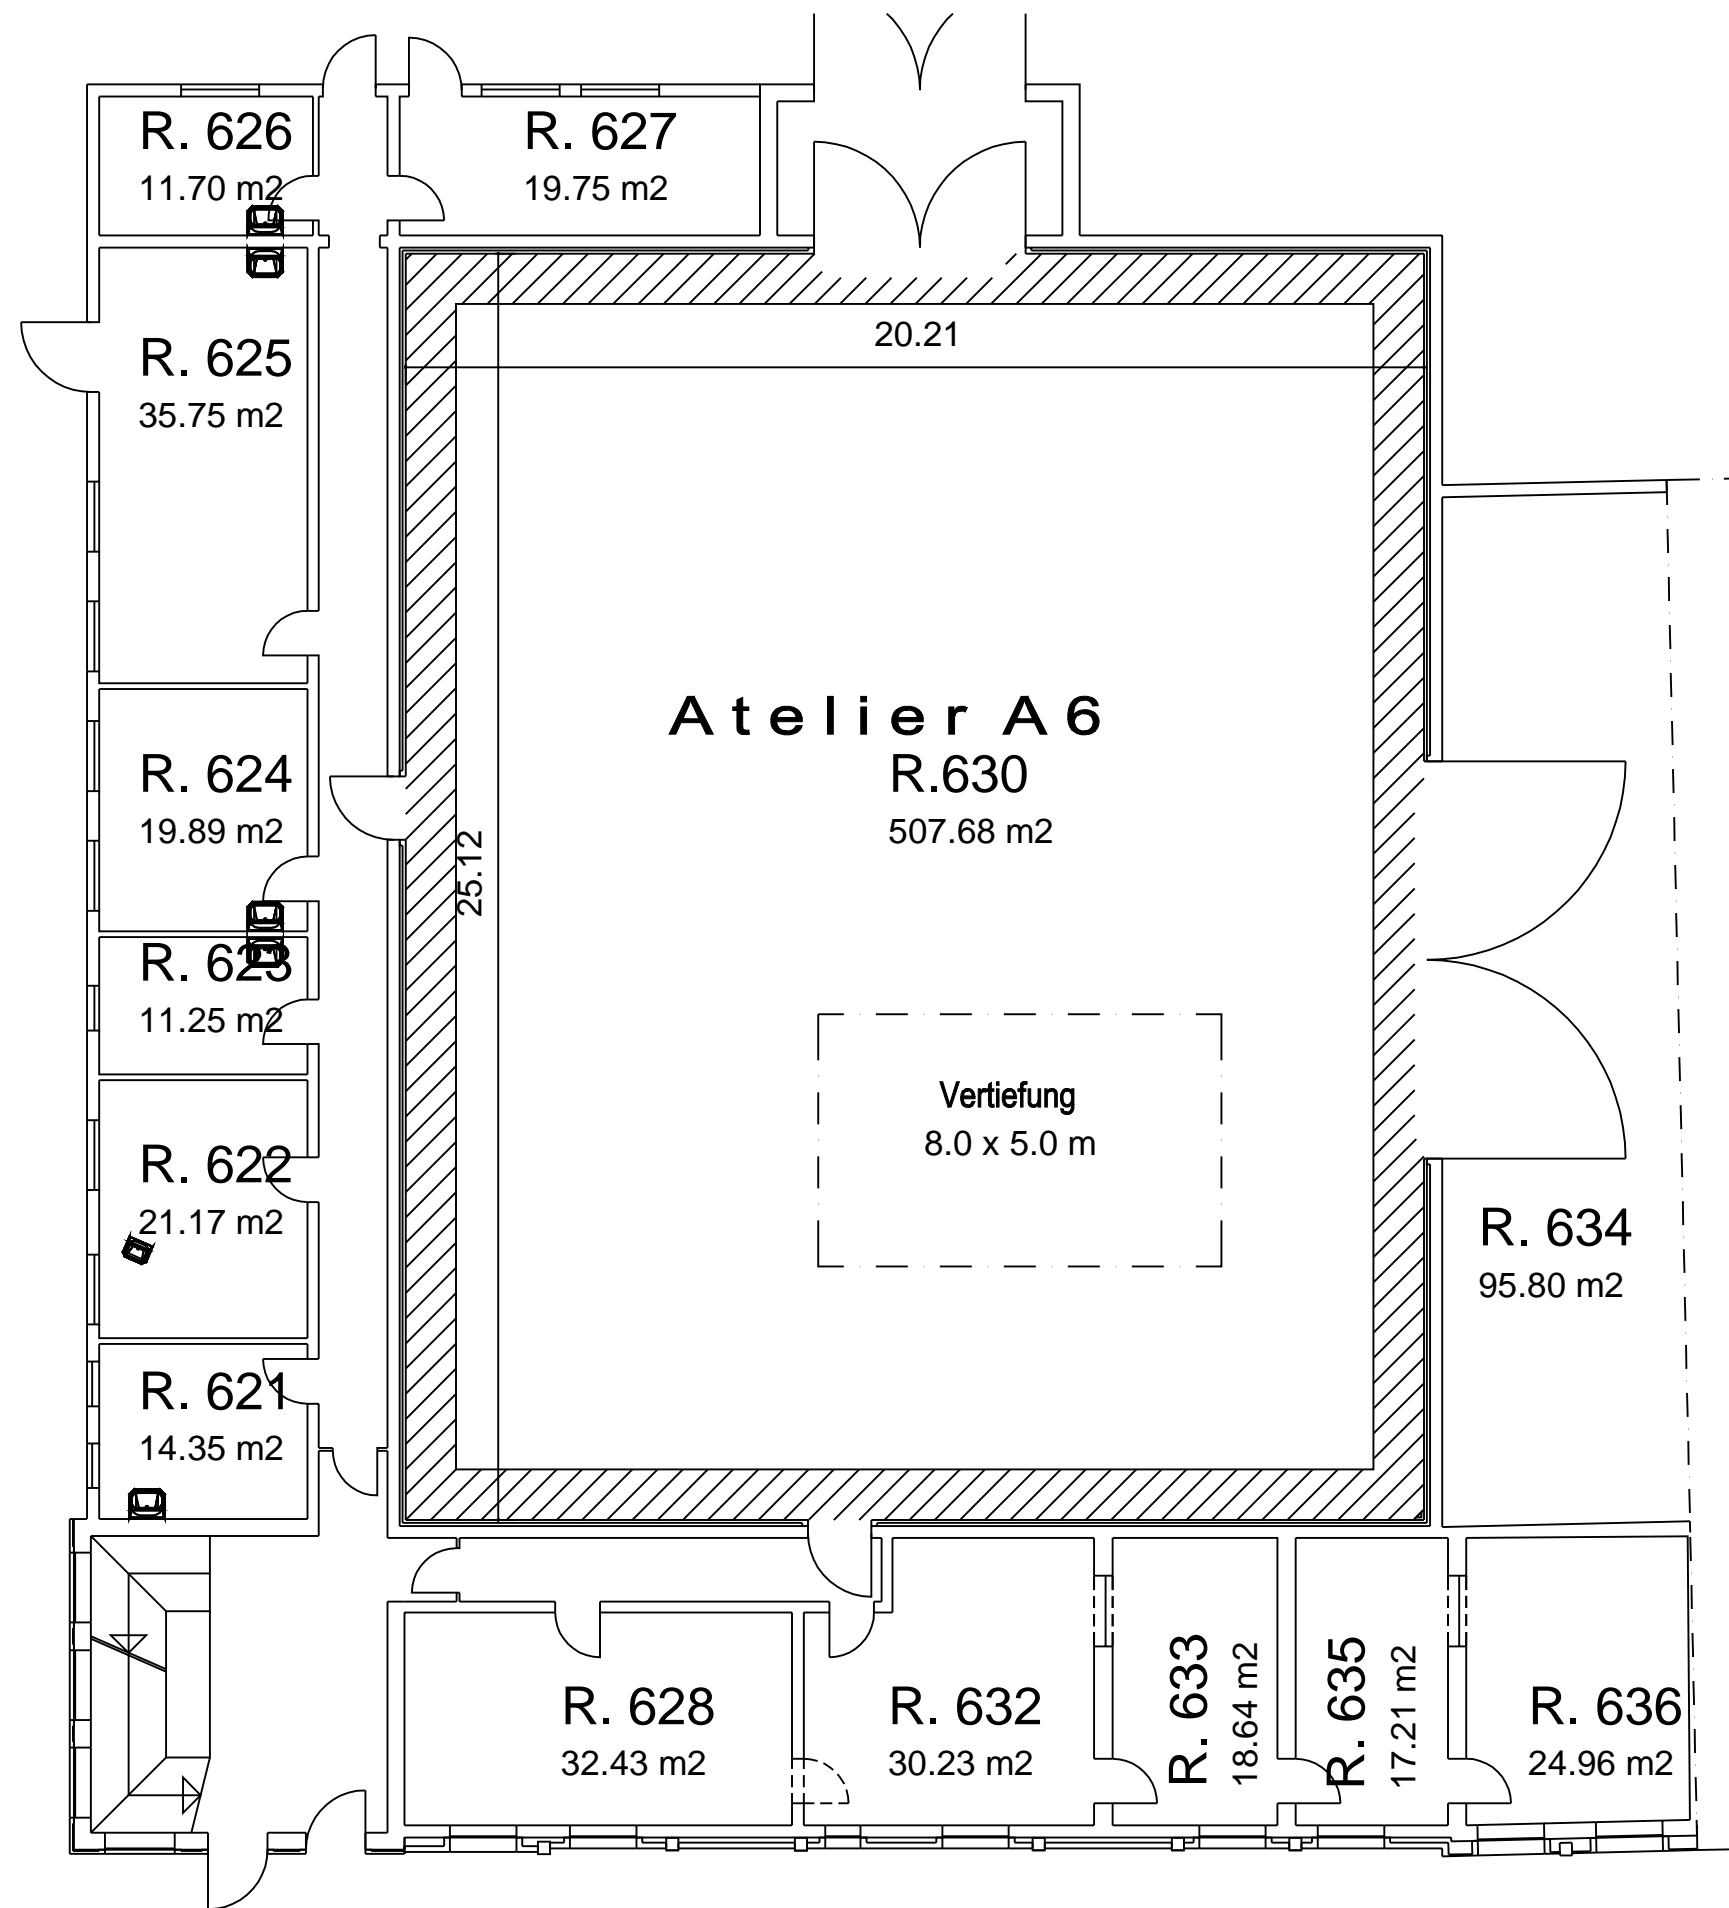 R. 626
11.70 m2
R. 627
19.75 m2
20.21
R. 625
35.75 m2
Atelier A6
R.630
507.68 m2
R. 624
19.89 m2
25.12
R. 623
11.25 m2
Vertiefung
8.0 x 5.0 m
R. 622
21.17 m2
R. 634
95.80 m2
R. 621
14.35 m2
R. 628
32.43 m2
R. 632
30.23 m2
R. 633
18.64 m2
R. 635
17.21 m2
R. 636
24.96 m2